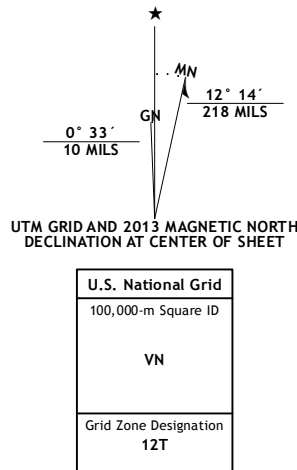 ★
MN
GN
12° 14´
218 MILS
0° 33´
10 MILS
UTM GRID AND 2013 MAGNETIC NORTH
DECLINATION AT CENTER OF SHEET
U.S. National Grid
100,000-m Square ID
VN
Grid Zone Designation
12T